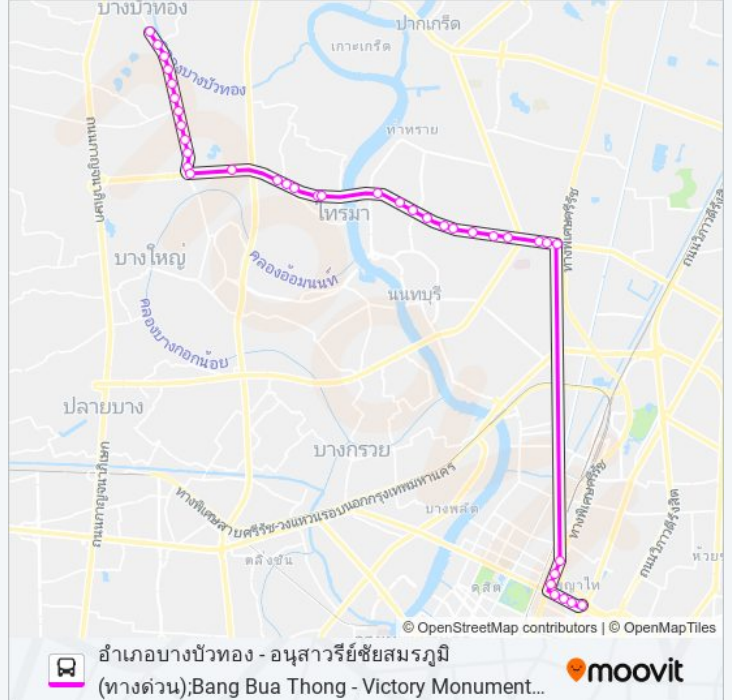 บางบัวทอง
ปากเกร็ด
เกาะเกร็ด
องบางบัวทอง
ท่าทราย
ถนนกาญจนาภิเษก
ทางพิเศษศรีรัช
ไทรม้า
บางใหญ่
คลองอ้อมนนท์
นนทบุรี
คลองบางกอกน้อย
ปลายบาง
บางกรวย
ทางพิเศษสายศรีรัช-วงแหวนรอบนอกกรุงเทพมหาแคร
บางพลัด
ทางพิเศษศรีรัช
ถนนกาญจนาภิเษก
ถนนวิภาวดีรังสิต
ตลิ่งชัน
ดุสิต
ญาไท
© OpenStreetMap contributors | © OpenMapTiles
อำเภอบางบัวทอง - อนุสาวรีย์ชัยสมรภูมิ
(ทางด่วน);Bang Bua Thong - Victory Monument...
moovit